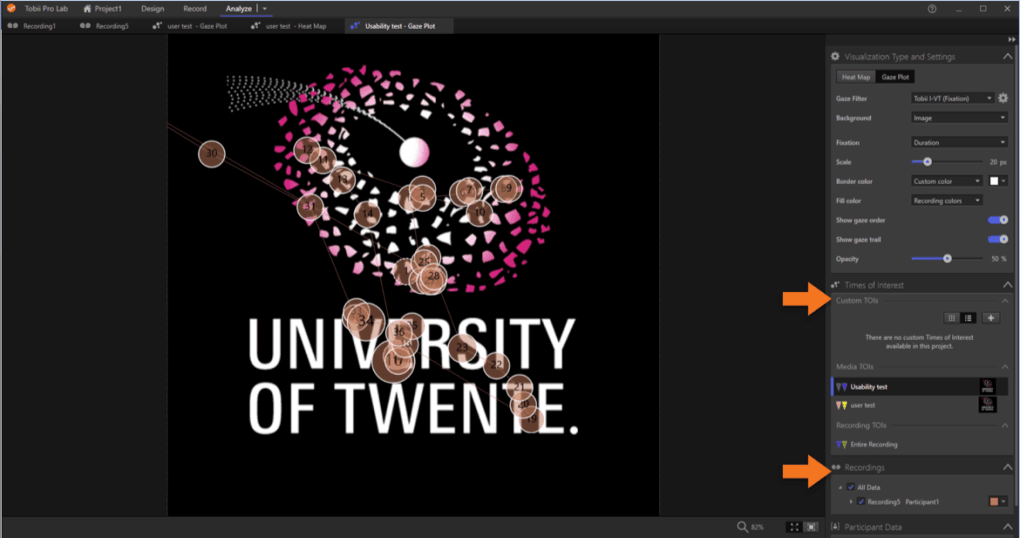 Tobii Pro Lab Project1 Design Record Analyze
Recording1 Recording5 user test - Gaze Plot user test - Heat Map Usability test - Gaze Plot
Visualization Type and Settings
Heat Map Gaze Plot
Gaze Filter Tobii I-VT (Fixation)
Background Image
Fixation Duration
Scale 20 px
Border color Custom color
Fill color Recording colors
Show gaze order
Show gaze trail
Opacity 50 %
Times of Interest
Custom TOIs
There are no custom Times of Interest
available in this project.
Media TOIs
Usability test
user test
Recording TOIs
Entire Recording
Recordings
All Data
Recording5 Participant1
Participant Data
30
12
11
13
31
14
5
7
9
10
25
28
34
36
17
23
22
21
20
19
UNIVERSITY
OF TWENTE.
82%